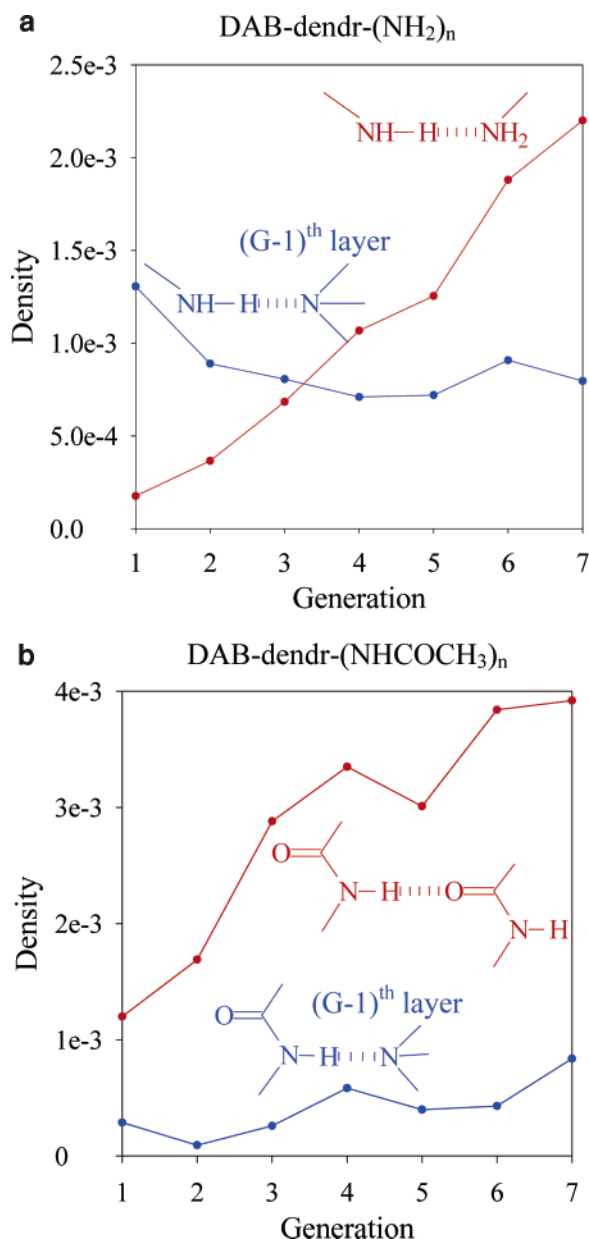 a
DAB-dendr-(NH₂)ₙ
2.5e-3
2.0e-3
1.5e-3
1.0e-3
5.0e-4
0.0
Density
NH H NH₂
(G-1)ᵗʰ layer
NH H N
1 2 3 4 5 6 7
Generation
b
DAB-dendr-(NHCOCH₃)ₙ
4e-3
3e-3
2e-3
1e-3
0
Density
O
N H O
N H
(G-1)ᵗʰ layer
O
N H N
1 2 3 4 5 6 7
Generation